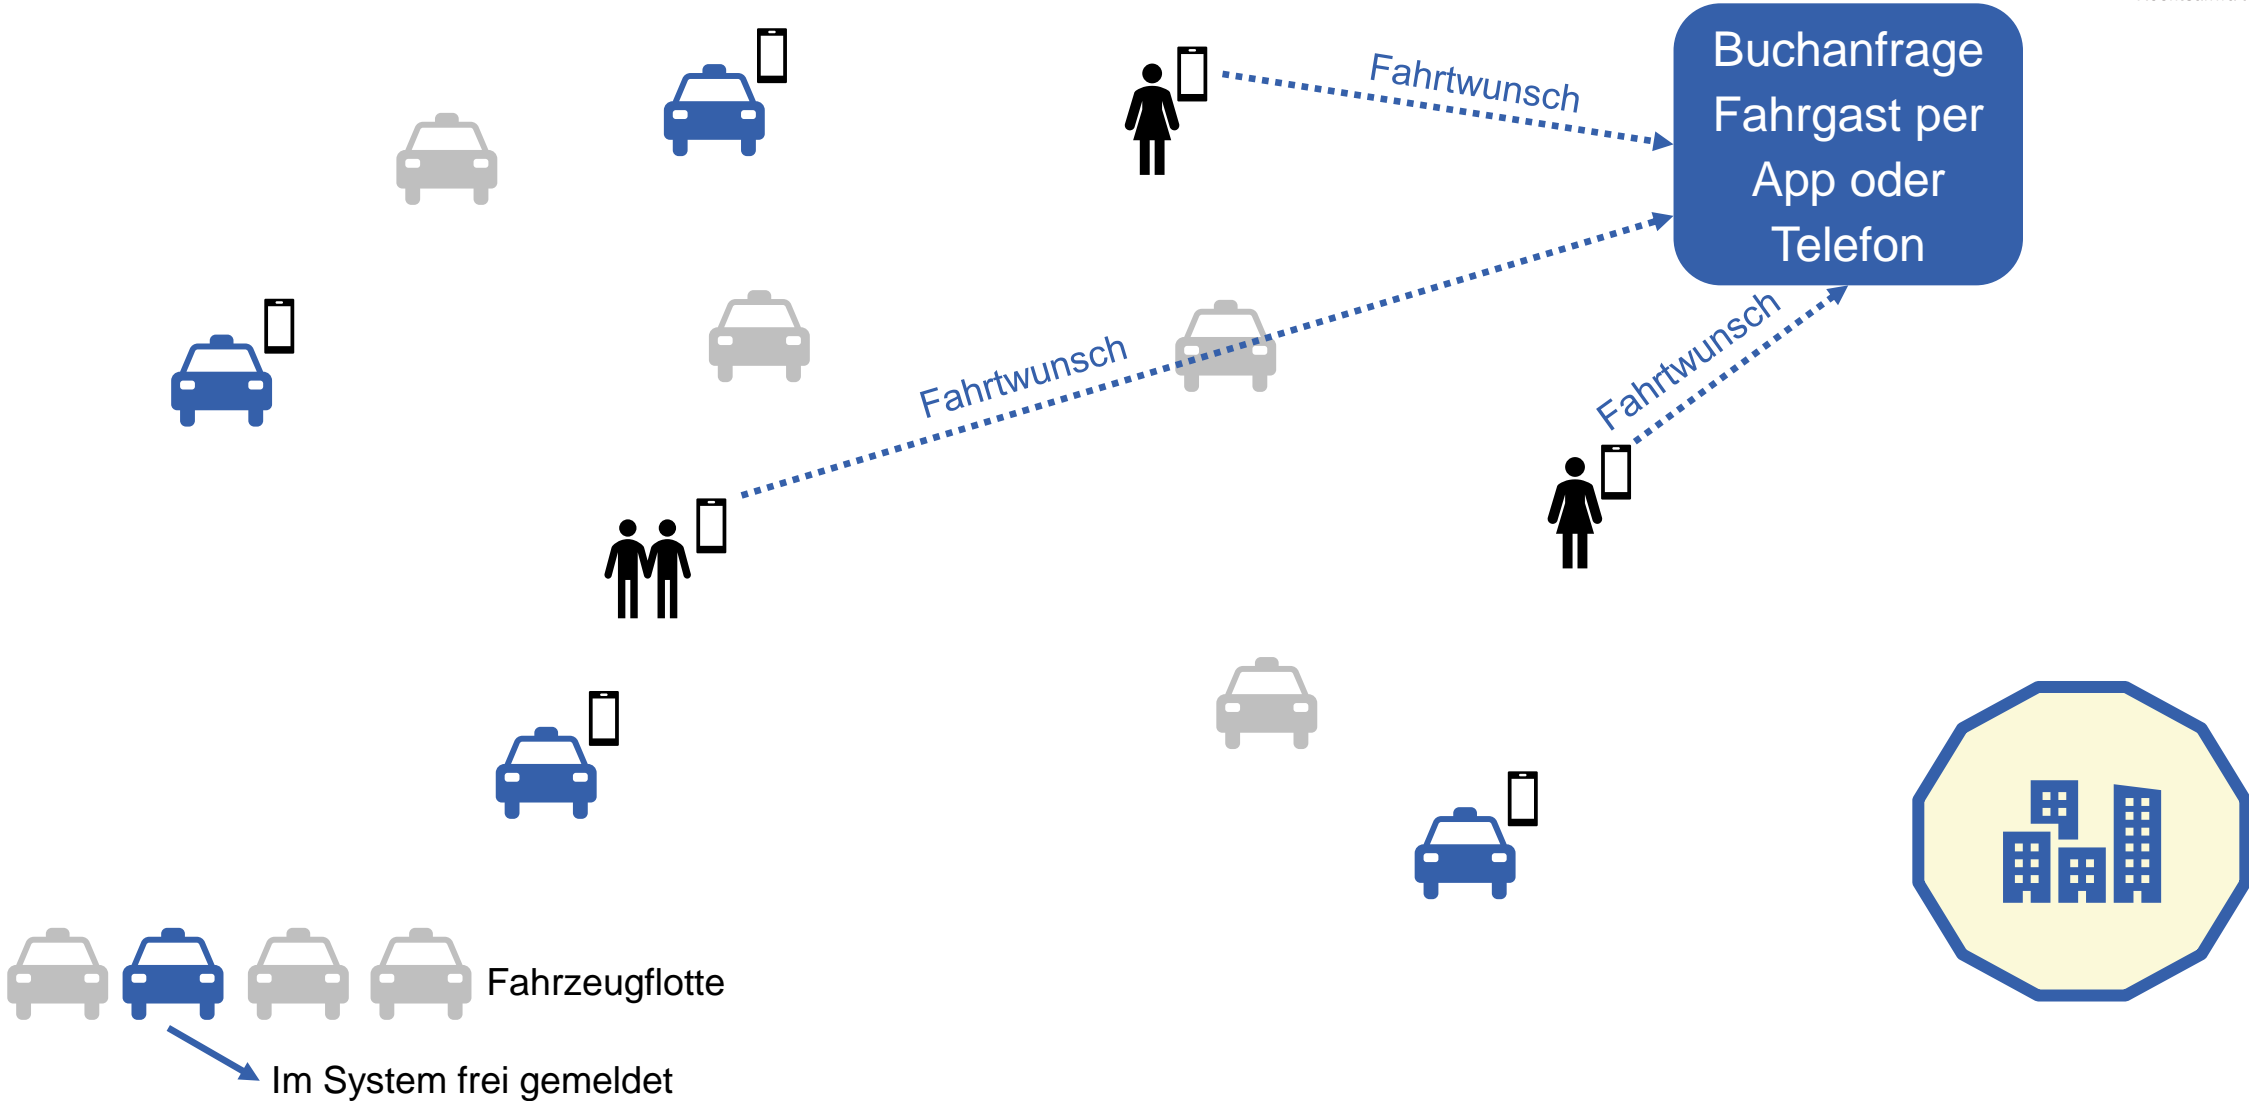 Buchanfrage
Fahrgast per
App oder
Telefon
Fahrtwunsch
Fahrtwunsch
Fahrtwunsch
Fahrzeugflotte
Im System frei gemeldet